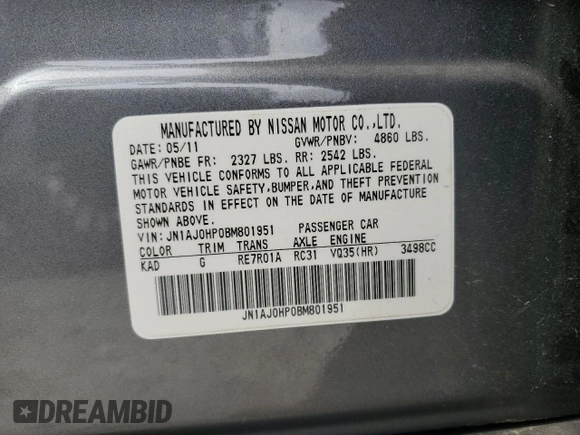 MANUFACTURED BY NISSAN MOTOR CO.,LTD.
DATE: 05/11 GVWR/PNBV: 4860 LBS.
GAWR/PNBE FR: 2327 LBS. RR: 2542 LBS.
THIS VEHICLE CONFORMS TO ALL APPLICABLE FEDERAL
MOTOR VEHICLE SAFETY,BUMPER,AND THEFT PREVENTION
STANDARDS IN EFFECT ON THE DATE OF MANUFACTURE
SHOWN ABOVE.
VIN: JN1AJ0HP0BM801951 PASSENGER CAR
COLOR TRIM TRANS AXLE ENGINE
KAD G RE7R01A RC31 VQ35(HR) 3498CC
JN1AJ0HP0BM801951
DREAMBID